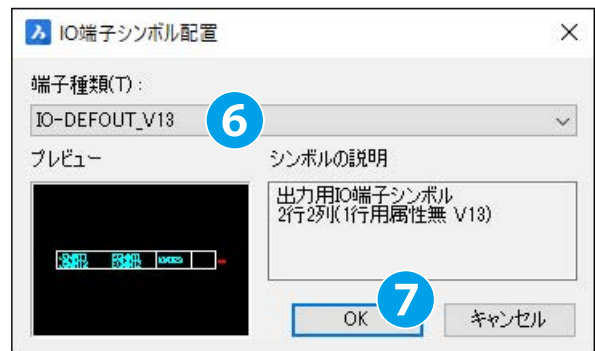 IO端子シンボル配置
端子種類(T) :
IO-DEFOUT_V13
6
プレビュー
シンボルの説明
出力用IO端子シンボル
2行2列(1行用属性無 V13)
7
OK
キャンセル